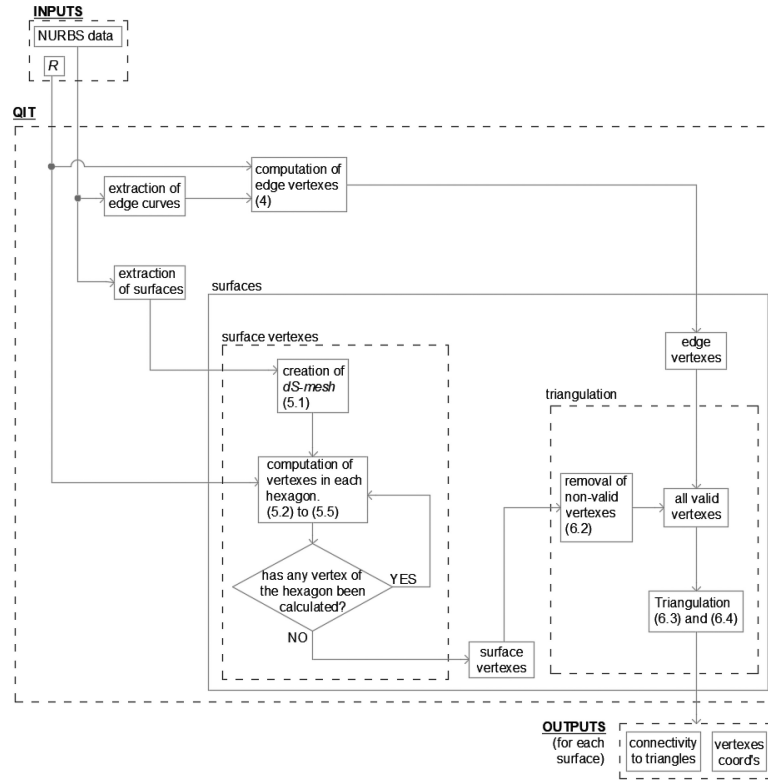 INPUTS
NURBS data
R
QIT
extraction of
edge curves
computation of
edge vertexes
(4)
extraction
of surfaces
surfaces
surface vertexes
creation of
dS-mesh
(5.1)
computation of
vertexes in each
hexagon.
(5.2) to (5.5)
has any vertex of
the hexagon been
calculated?
YES
NO
surface
vertexes
edge
vertexes
triangulation
removal of
non-valid
vertexes
(6.2)
all valid
vertexes
Triangulation
(6.3) and (6.4)
OUTPUTS
(for each
surface)
connectivity
to triangles
vertexes
coord's